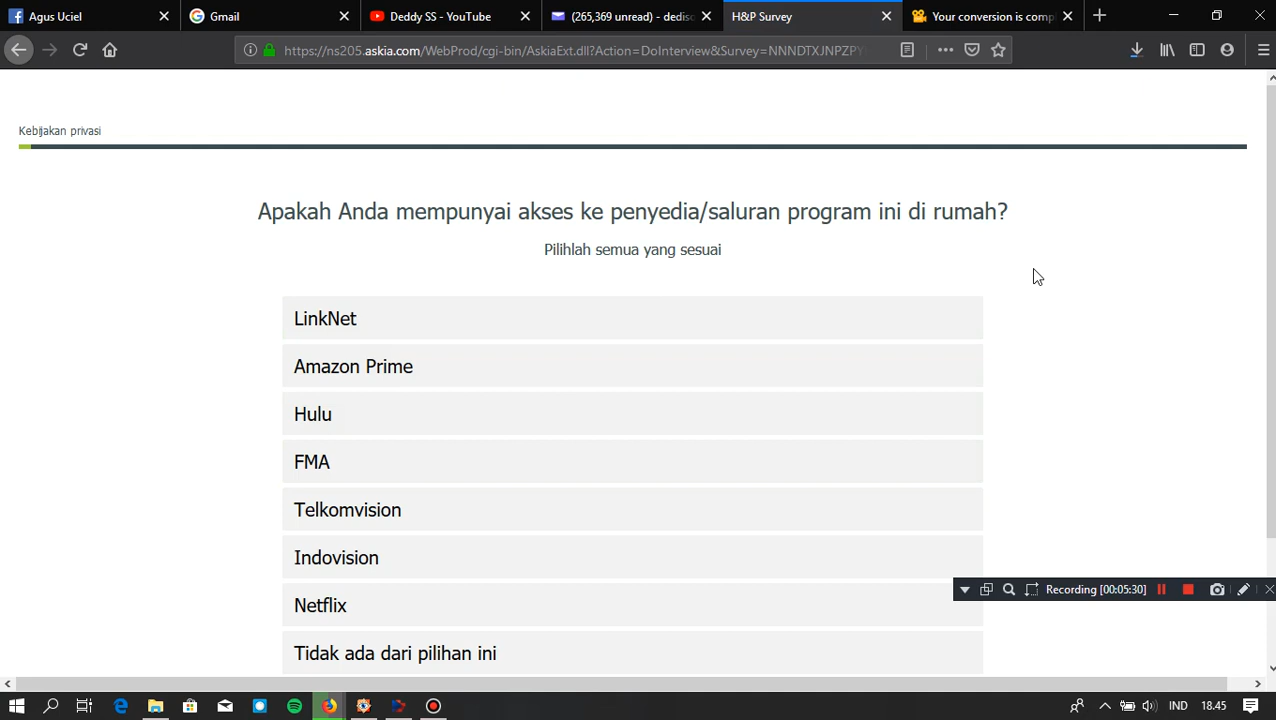 Agus Uciel
Gmail
Deddy SS - YouTube
(265,369 unread) - dedisc
H&P Survey
Your conversion is comp
https://ns205.askia.com/WebProd/cgi-bin/AskiaExt.dll?Action=DoInterview&Survey=NNNDTXJNPZPY
Kebijakan privasi
Apakah Anda mempunyai akses ke penyedia/saluran program ini di rumah?
Pilihlah semua yang sesuai
LinkNet
Amazon Prime
Hulu
FMA
Telkomvision
Indovision
Recording [00:05:30]
Netflix
Tidak ada dari pilihan ini
IND
18.45